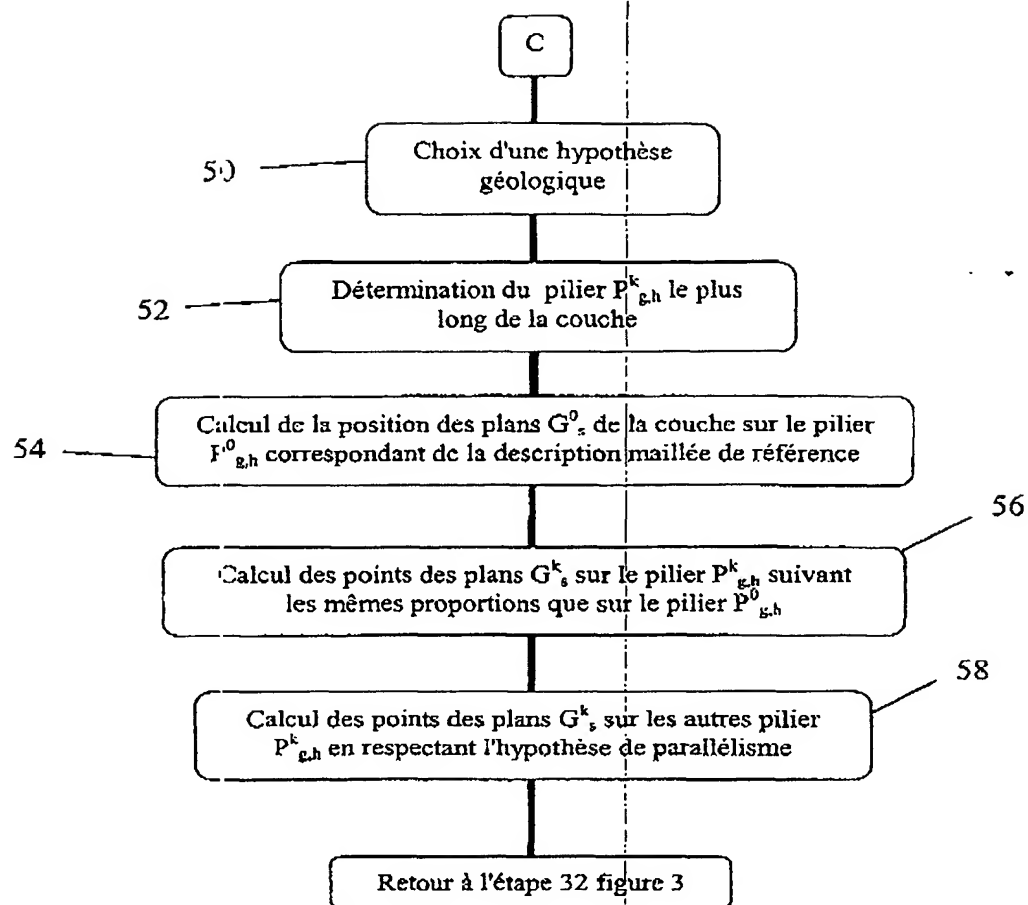 C
50
Choix d'une hypothèse
géologique
52
Détermination du pilier P^k_g,h le plus
long de la couche
54
Calcul de la position des plans G^0_s de la couche sur le pilier
P^0_g,h correspondant de la description maillée de référence
56
Calcul des points des plans G^k_s sur le pilier P^k_g,h suivant
les mêmes proportions que sur le pilier P^0_g,h
58
Calcul des points des plans G^k_s sur les autres pilier
P^k_g,h en respectant l'hypothèse de parallélisme
Retour à l'étape 32 figure 3